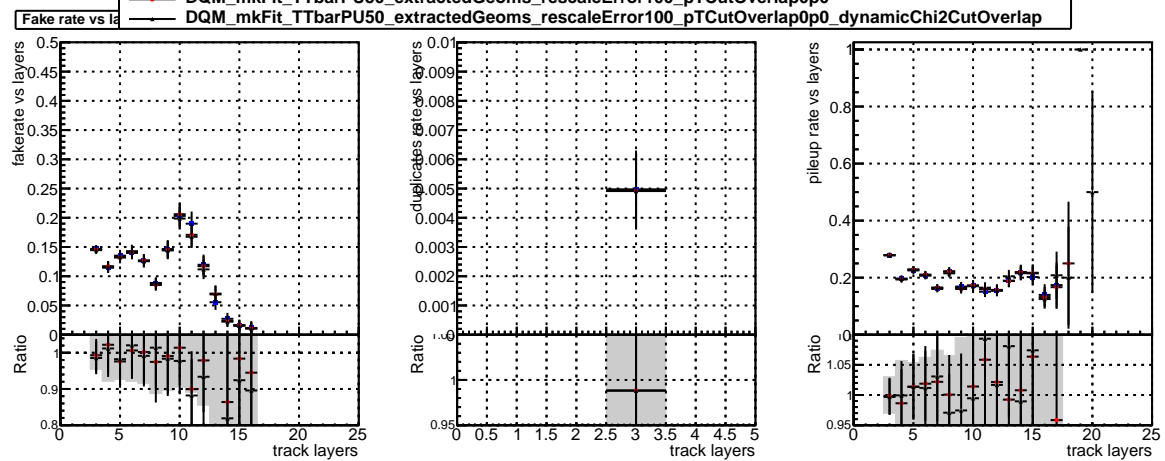 DQM_mkFit_TTbarPU50_extractedGeoms_rescaleError100_pTCutOverlap0p0
DQM_mkFit_TTbarPU50_extractedGeoms_rescaleError100_pTCutOverlap0p0_dynamicChi2CutOverlap
Fake rate vs la
fakerate vs layers
0.5
0.45
0.4
0.35
0.3
0.25
0.2
0.15
0.1
0.05
0
Ratio
1
0.9
0.8
0 5 10 15 20 25
track layers
duplicates rate vs layers
0.01
0.009
0.008
0.007
0.006
0.005
0.004
0.003
0.002
0.001
0
Ratio
1
0.95
0 0.5 1 1.5 2 2.5 3 3.5 4 4.5 5
track layers
pileup rate vs layers
1
0.8
0.6
0.4
0.2
0
Ratio
1.05
1
0.95
0 5 10 15 20 25
track layers